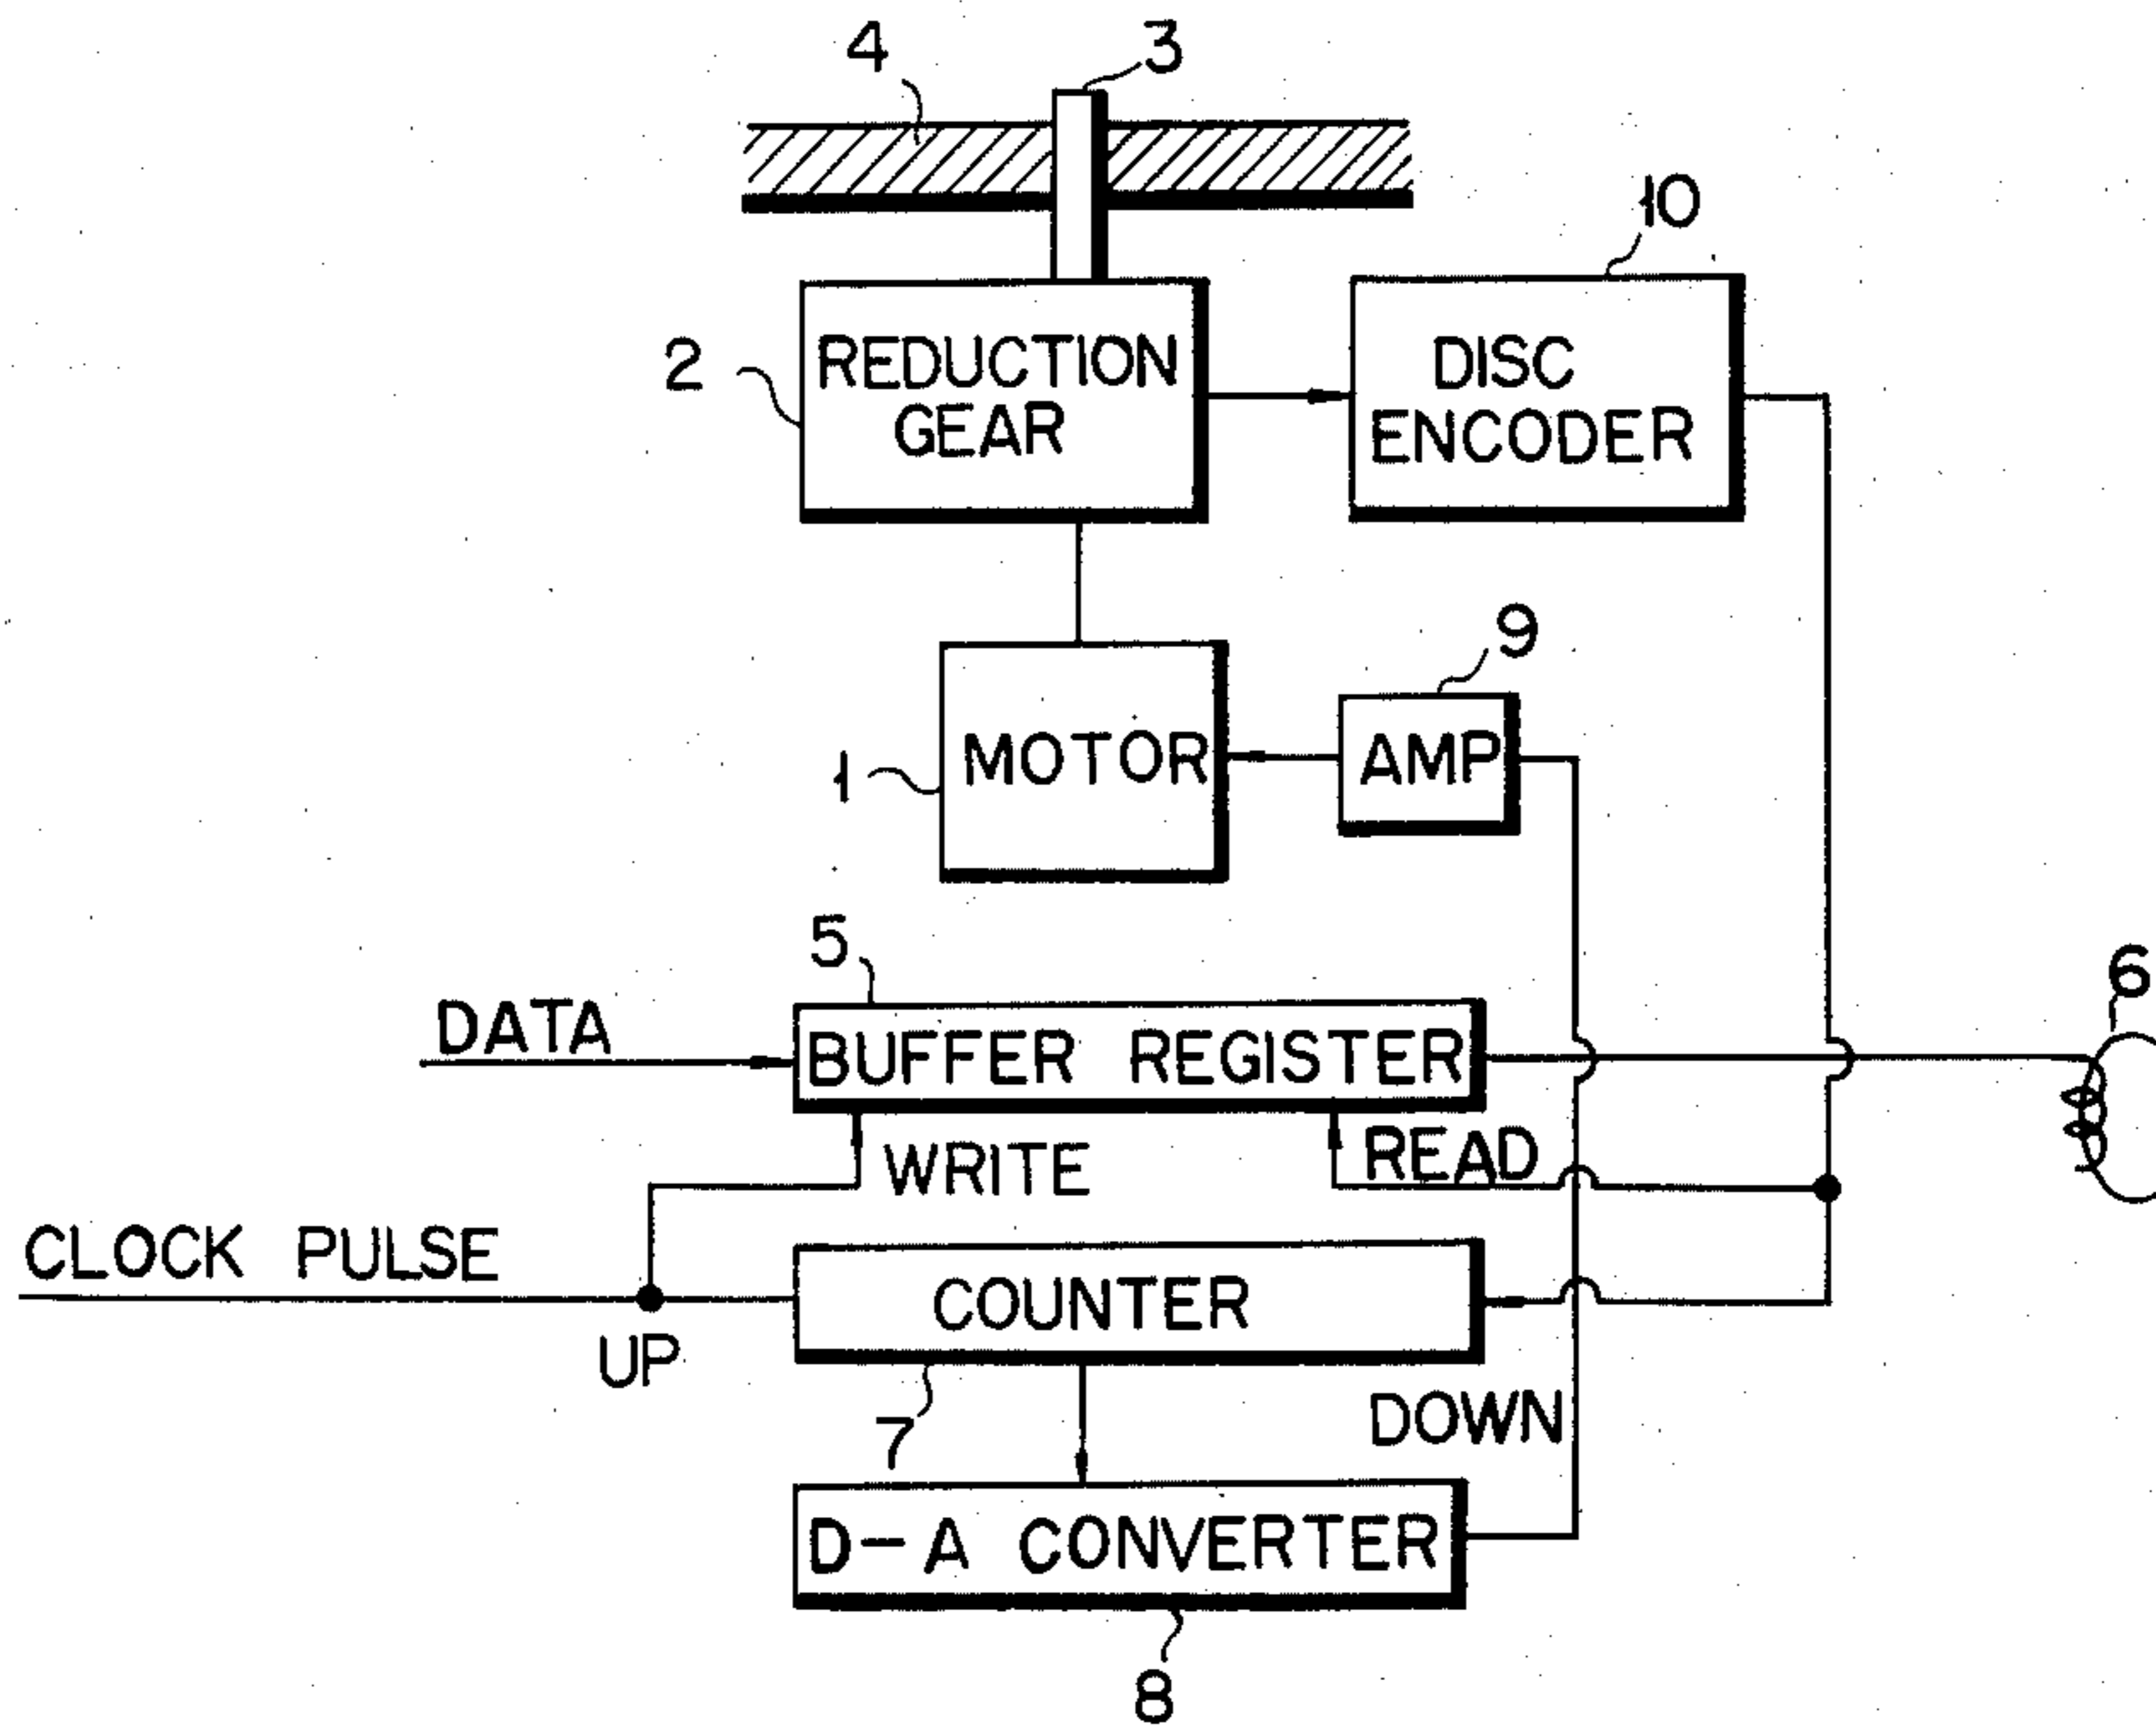 4
3
10
2
REDUCTION
GEAR
DISC
ENCODER
9
1
MOTOR
AMP
5
6
DATA
BUFFER REGISTER
WRITE
READ
CLOCK PULSE
COUNTER
UP
7
DOWN
D-A CONVERTER
8